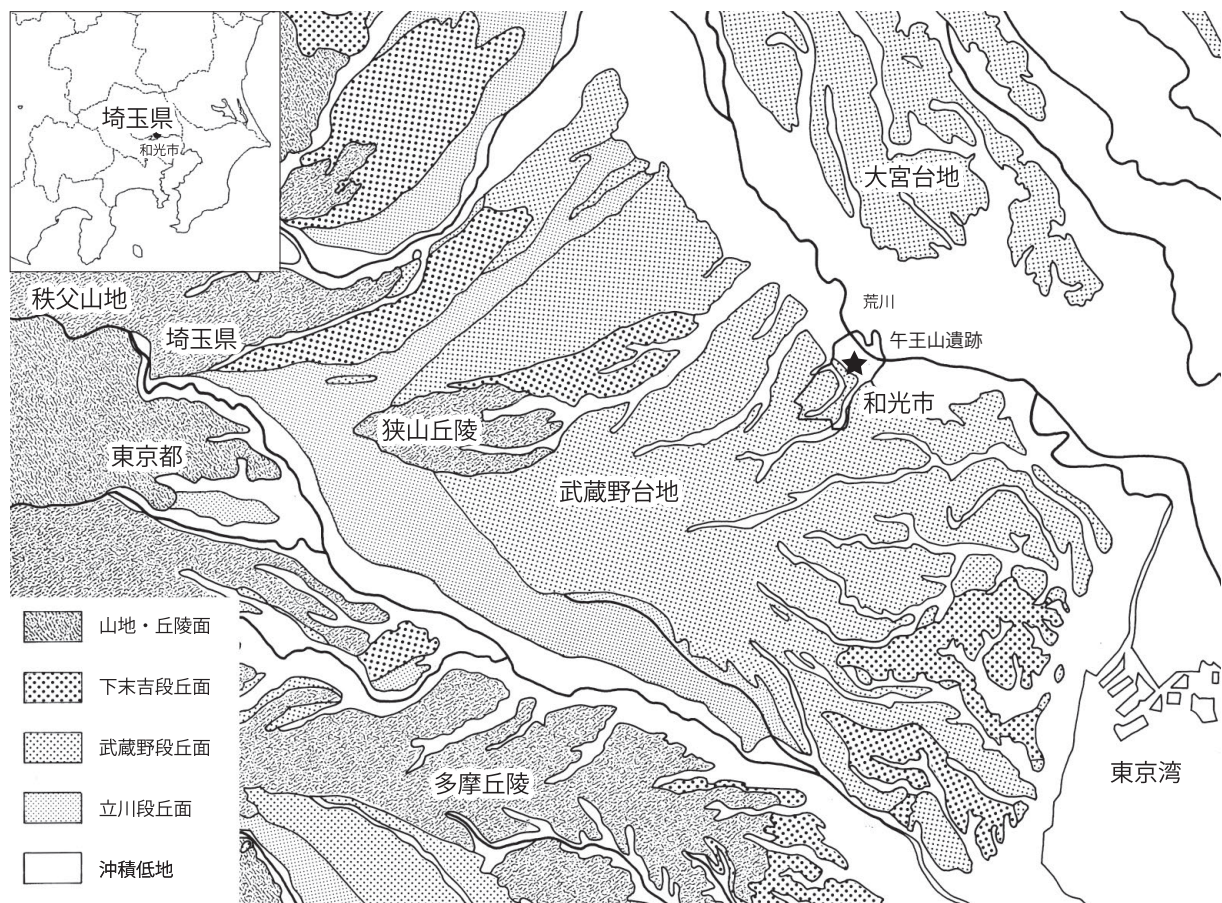 埼玉県
和光市
大宮台地
秩父山地
埼玉県
荒川
午王山遺跡
和光市
狭山丘陵
東京都
武蔵野台地
山地・丘陵面
下末吉段丘面
武蔵野段丘面
立川段丘面
沖積低地
多摩丘陵
東京湾